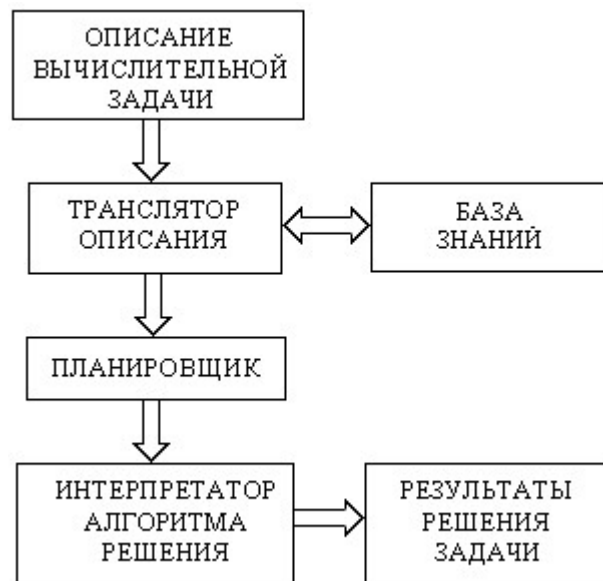 ОПИСАНИЕ
ВЫЧИСЛИТЕЛЬНОЙ
ЗАДАЧИ
ТРАНСЛЯТОР
ОПИСАНИЯ
БАЗА
ЗНАНИЙ
ПЛАНИРОВЩИК
ИНТЕРПРЕТАТОР
АЛГОРИТМА
РЕШЕНИЯ
РЕЗУЛЬТАТЫ
РЕШЕНИЯ
ЗАДАЧИ